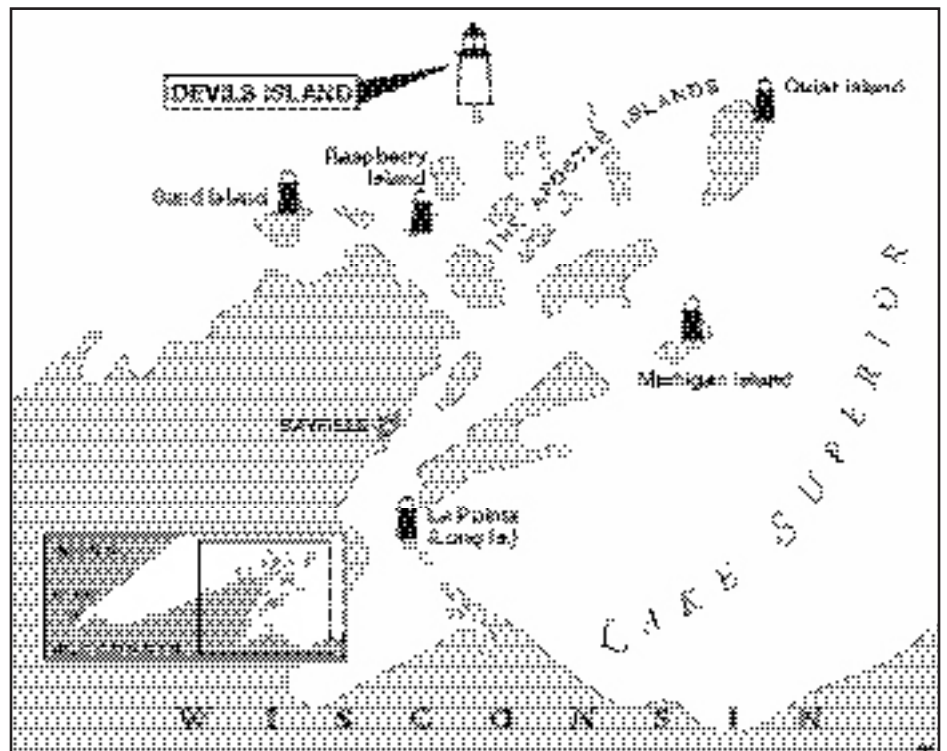 DEVILS ISLAND
THE APOSTLE ISLANDS
Outer Island
Raspberry
Island
Sand Island
Michigan Island
BAYFIELD
La Pointe
(Long Is.)
LAKE SUPERIOR
WISCONSIN